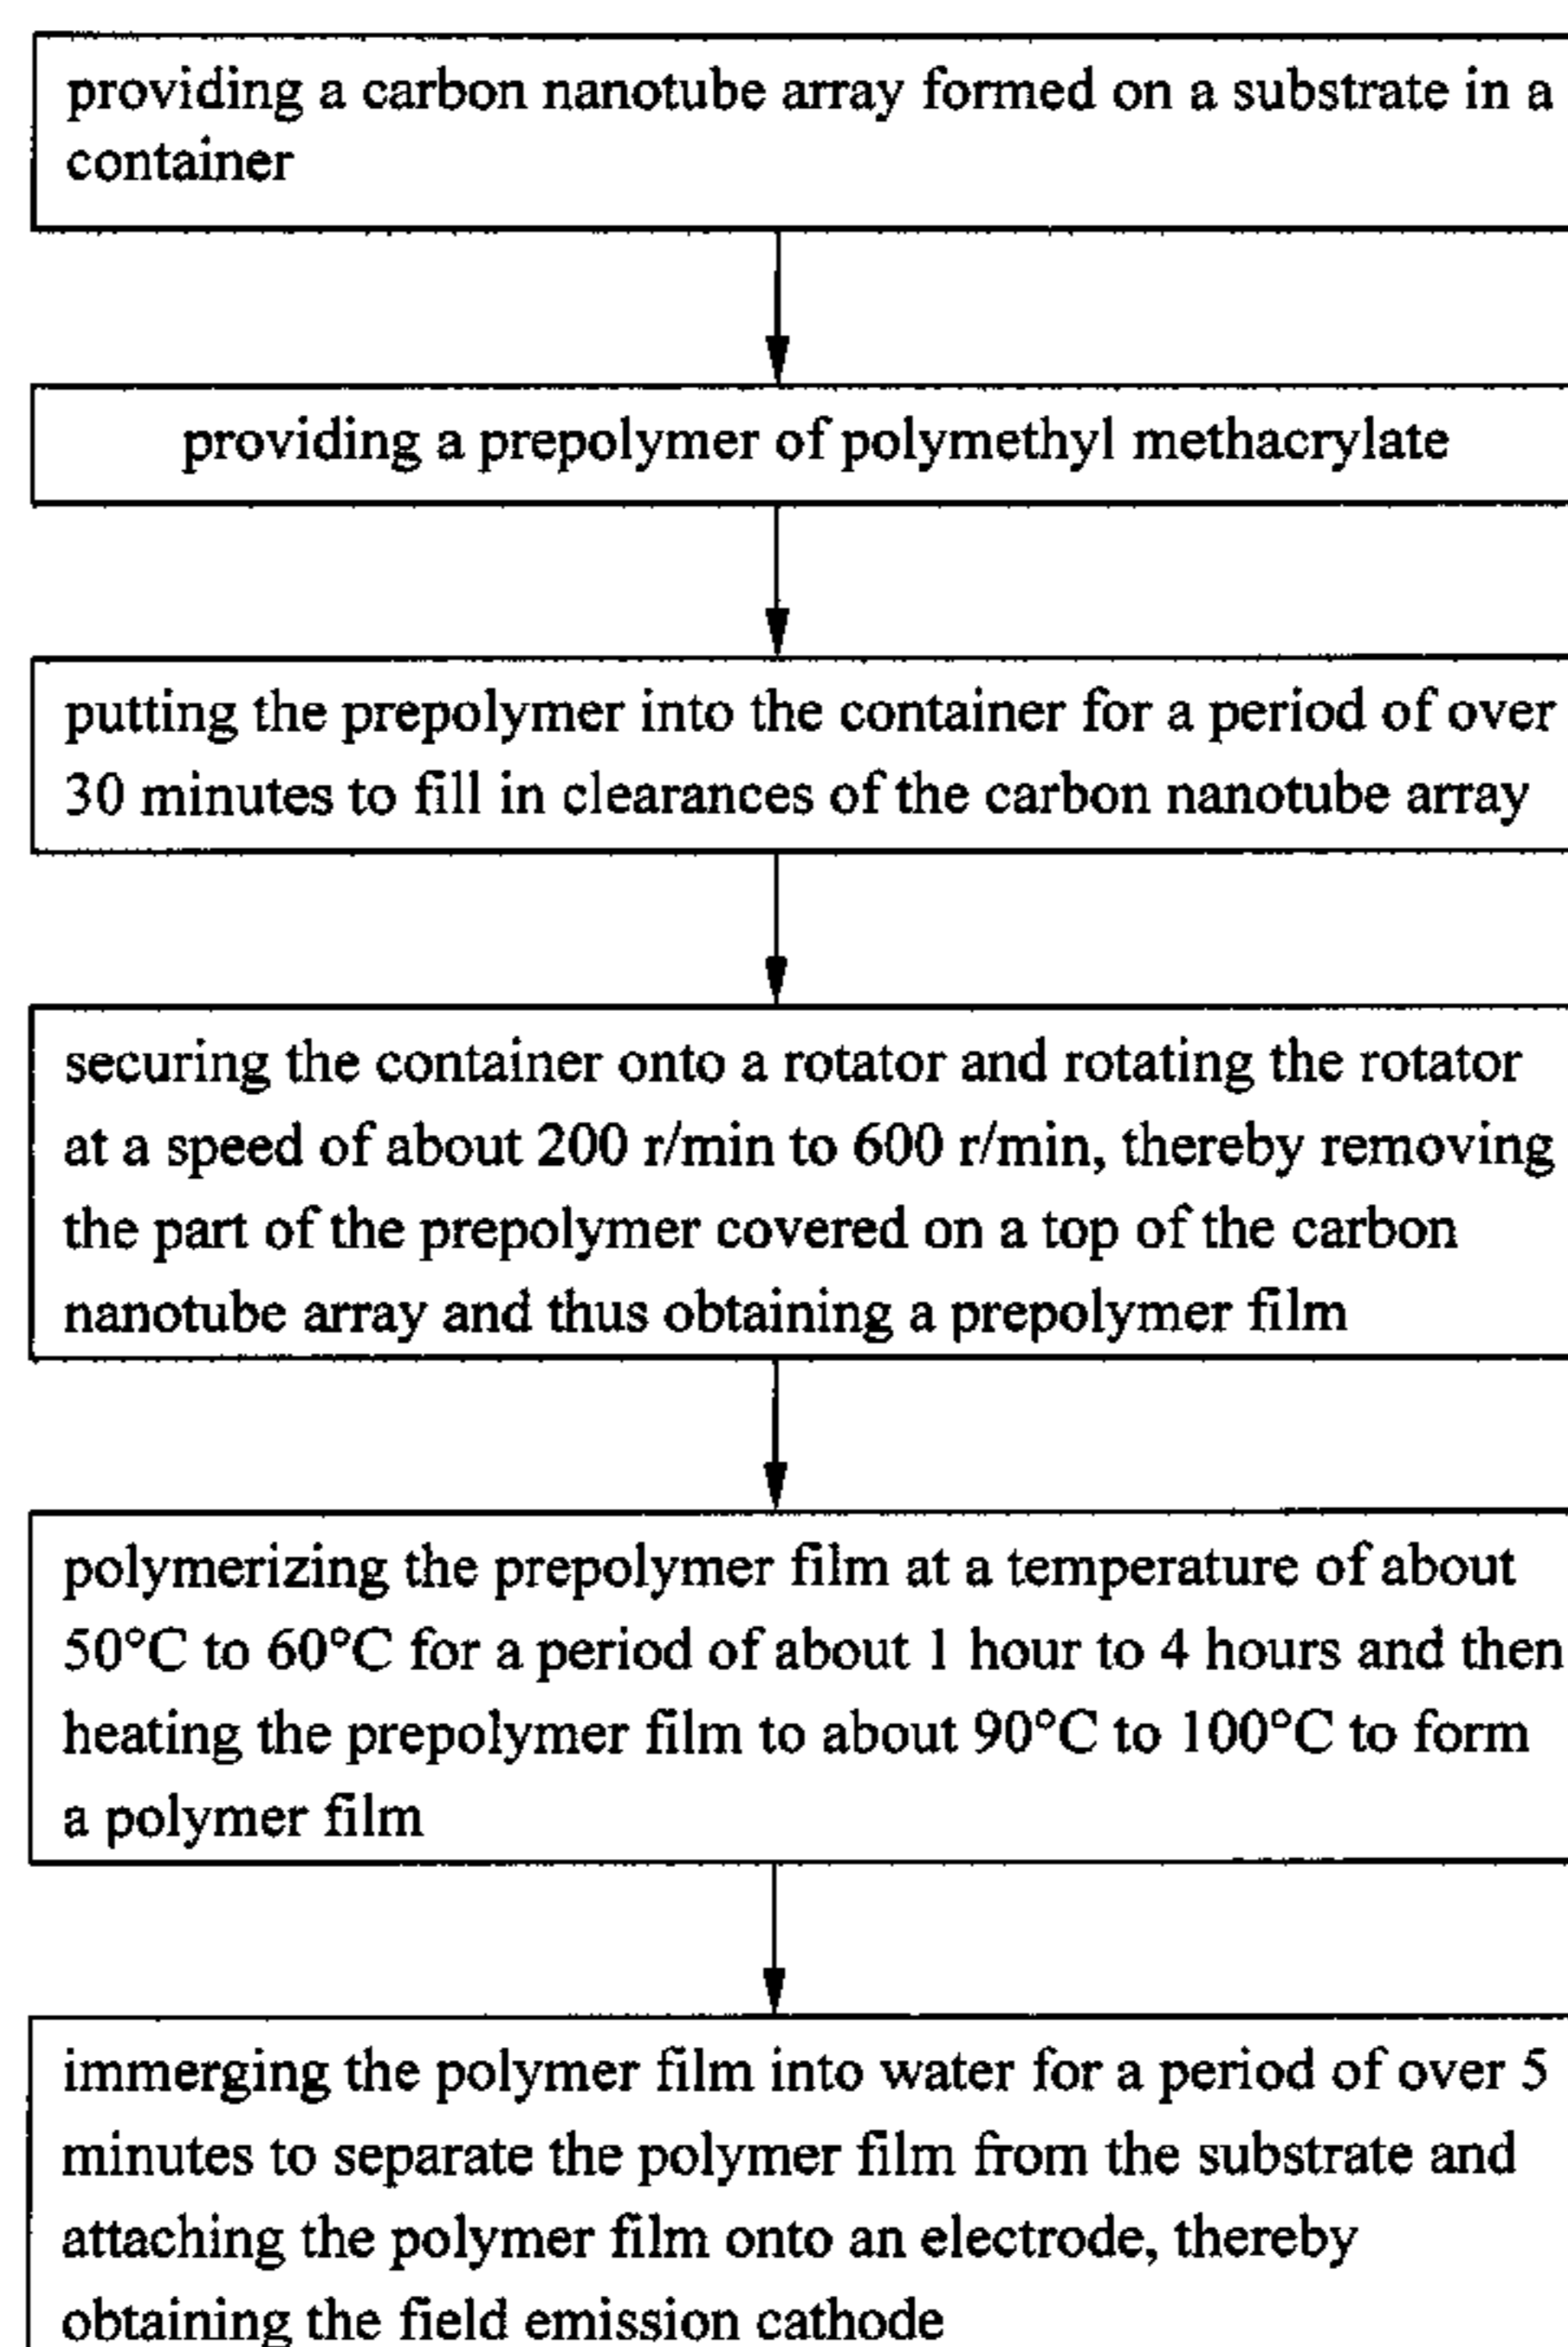 providing a carbon nanotube array formed on a substrate in a
container
providing a prepolymer of polymethyl methacrylate
putting the prepolymer into the container for a period of over
30 minutes to fill in clearances of the carbon nanotube array
securing the container onto a rotator and rotating the rotator
at a speed of about 200 r/min to 600 r/min, thereby removing
the part of the prepolymer covered on a top of the carbon
nanotube array and thus obtaining a prepolymer film
polymerizing the prepolymer film at a temperature of about
50°C to 60°C for a period of about 1 hour to 4 hours and then
heating the prepolymer film to about 90°C to 100°C to form
a polymer film
immerging the polymer film into water for a period of over 5
minutes to separate the polymer film from the substrate and
attaching the polymer film onto an electrode, thereby
obtaining the field emission cathode